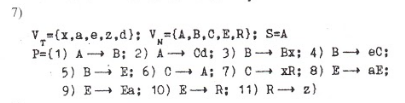 7)
V_T={x,a,e,z,d}; V_N={A,B,C,E,R}; S=A
P={1) A → B; 2) A → Cd; 3) B → Bx; 4) B → eC;
5) B → E; 6) C → A; 7) C → xR; 8) E → aE;
9) E → Ea; 10) E → R; 11) R → z}